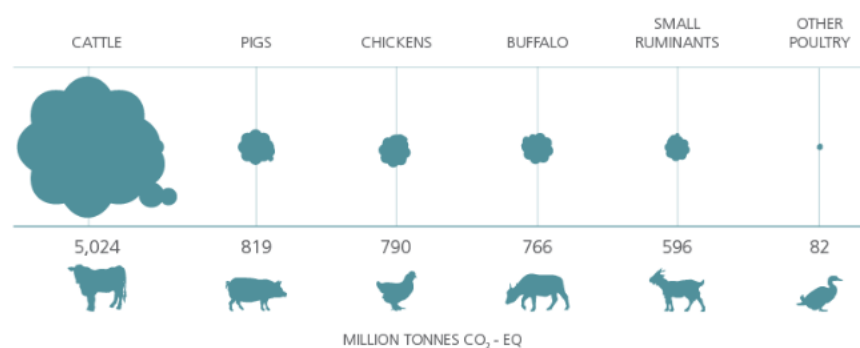 CATTLE
PIGS
CHICKENS
BUFFALO
SMALL
RUMINANTS
OTHER
POULTRY
5,024
819
790
766
596
82
MILLION TONNES CO₂ - EQ